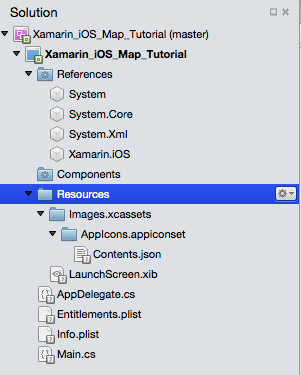 Solution
Xamarin_iOS_Map_Tutorial (master)
Xamarin_iOS_Map_Tutorial
References
System
System.Core
System.Xml
Xamarin.iOS
Components
Resources
Images.xcassets
AppIcons.appiconset
Contents.json
LaunchScreen.xib
AppDelegate.cs
Entitlements.plist
Info.plist
Main.cs